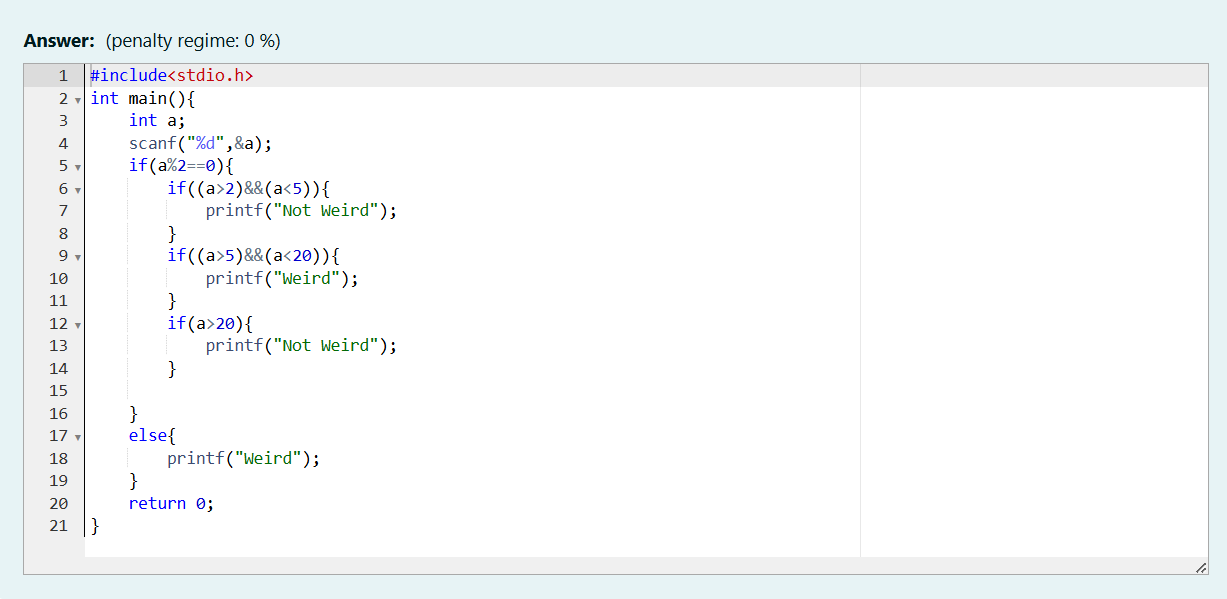 Answer: (penalty regime: 0 %)
1 #include<stdio.h>
2 int main(){
3     int a;
4     scanf("%d",&a);
5     if(a%2==0){
6         if((a>2)&&(a<5)){
7             printf("Not Weird");
8         }
9         if((a>5)&&(a<20)){
10             printf("Weird");
11         }
12         if(a>20){
13             printf("Not Weird");
14         }
15
16     }
17     else{
18         printf("Weird");
19     }
20     return 0;
21 }